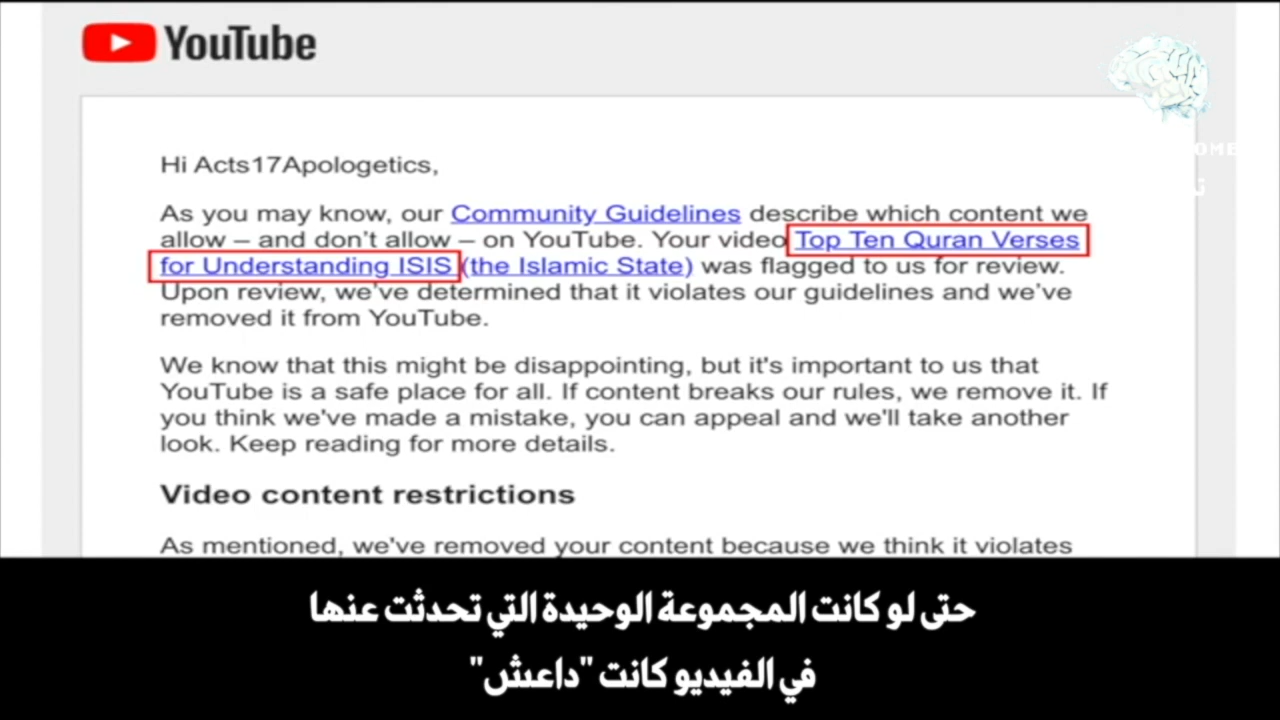 YouTube
Hi Acts17Apologetics,
As you may know, our Community Guidelines describe which content we
allow – and don't allow – on YouTube. Your video Top Ten Quran Verses
for Understanding ISIS (the Islamic State) was flagged to us for review.
Upon review, we've determined that it violates our guidelines and we've
removed it from YouTube.
We know that this might be disappointing, but it's important to us that
YouTube is a safe place for all. If content breaks our rules, we remove it. If
you think we've made a mistake, you can appeal and we'll take another
look. Keep reading for more details.
Video content restrictions
As mentioned, we've removed your content because we think it violates
حتى لو كانت المجموعة الوحيدة التي تحدثت عنها
في الفيديو كانت "داعش"